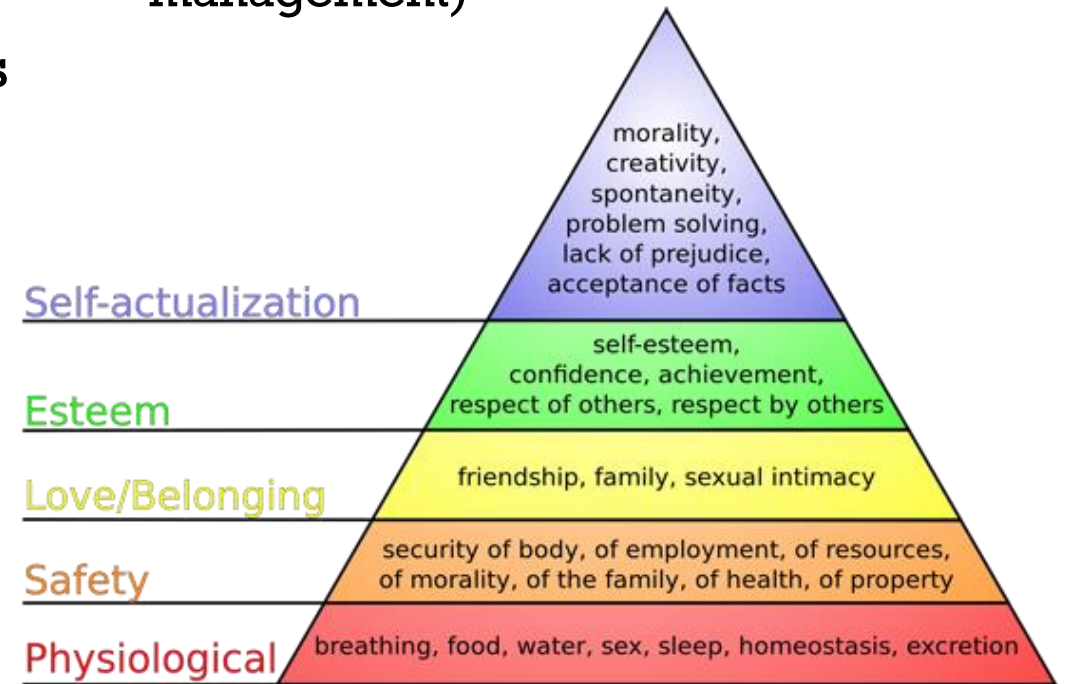 management)
s
morality,
creativity,
spontaneity,
problem solving,
lack of prejudice,
acceptance of facts
Self-actualization
self-esteem,
confidence, achievement,
respect of others, respect by others
Esteem
friendship, family, sexual intimacy
Love/Belonging
security of body, of employment, of resources,
of morality, of the family, of health, of property
Safety
breathing, food, water, sex, sleep, homeostasis, excretion
Physiological